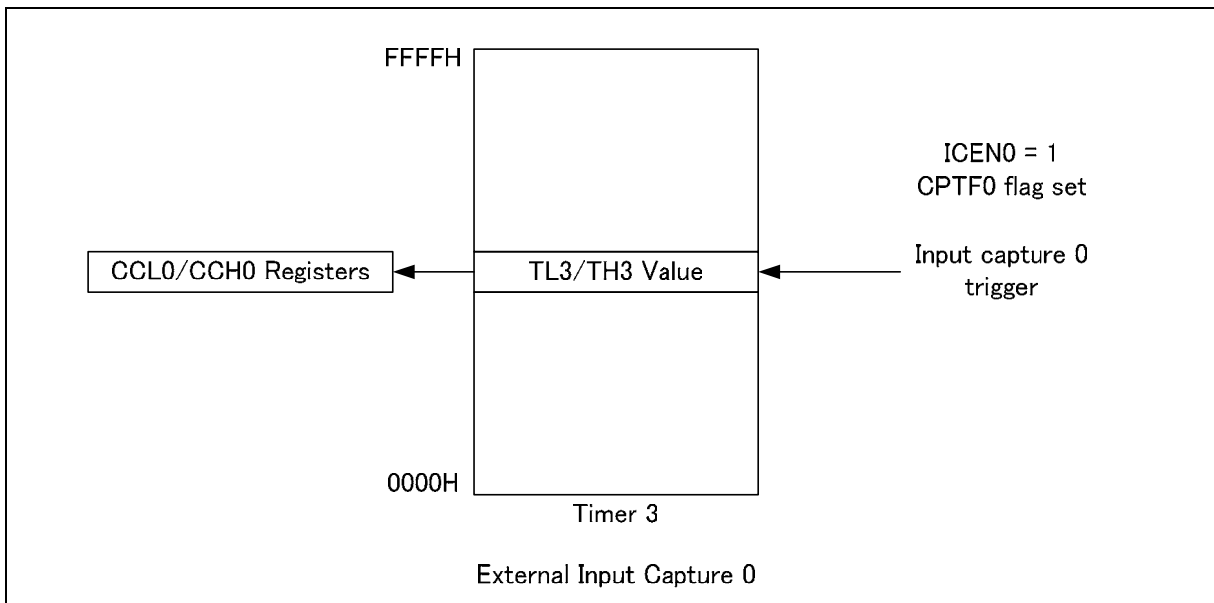 FFFFH
ICEN0 = 1
CPTF0 flag set
CCL0/CCH0 Registers
TL3/TH3 Value
Input capture 0
trigger
0000H
Timer 3
External Input Capture 0